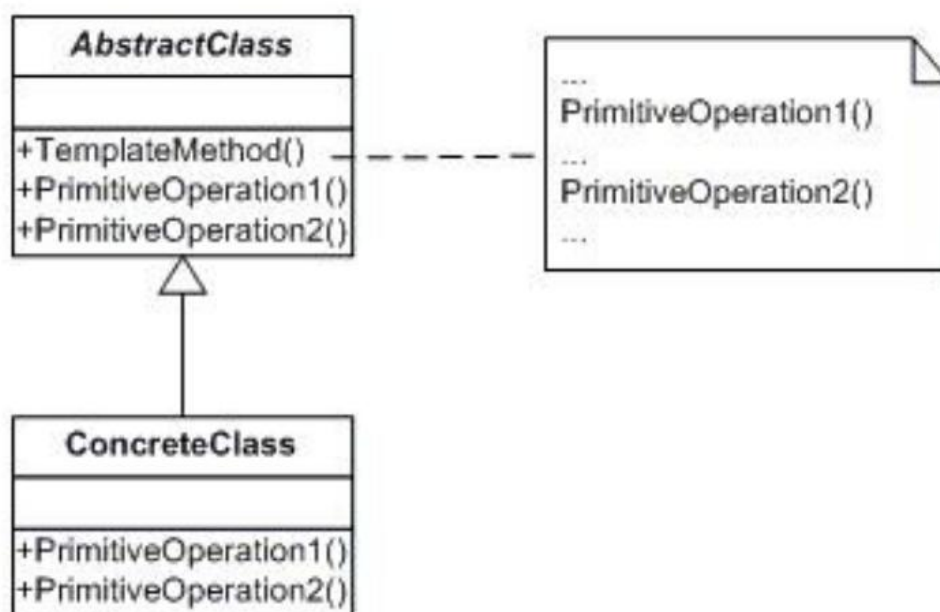 AbstractClass
+TemplateMethod()
+PrimitiveOperation1()
+PrimitiveOperation2()
...
PrimitiveOperation1()
...
PrimitiveOperation2()
...
ConcreteClass
+PrimitiveOperation1()
+PrimitiveOperation2()